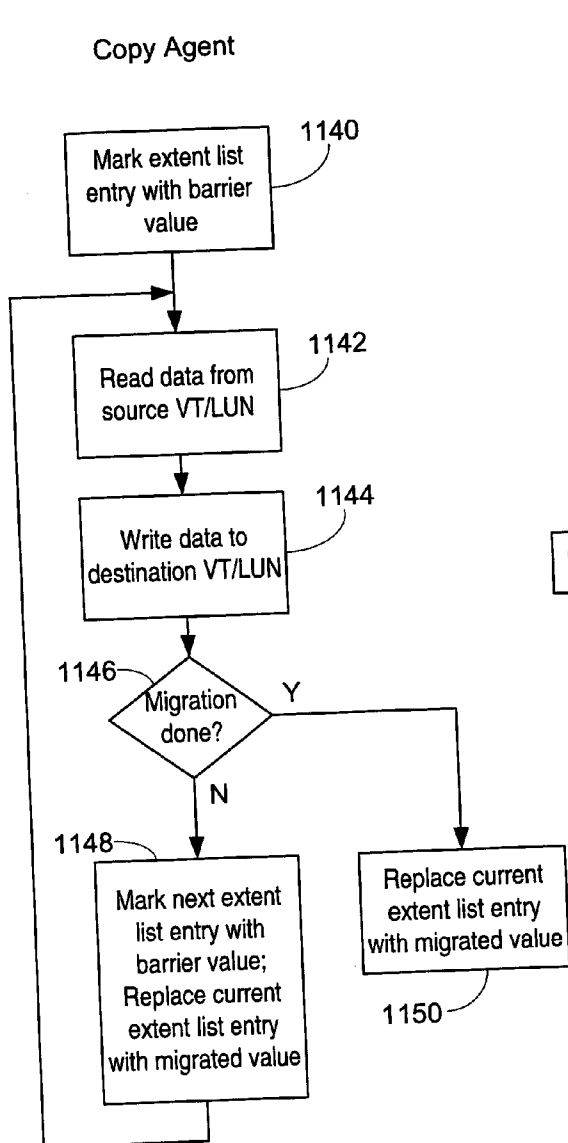 Copy Agent
1140
Mark extent list
entry with barrier
value
1142
Read data from
source VT/LUN
1144
Write data to
destination VT/LUN
1146
Migration
done?
Y
N
1148
Mark next extent
list entry with
barrier value;
Replace current
extent list entry
with migrated value
Replace current
extent list entry
with migrated value
1150